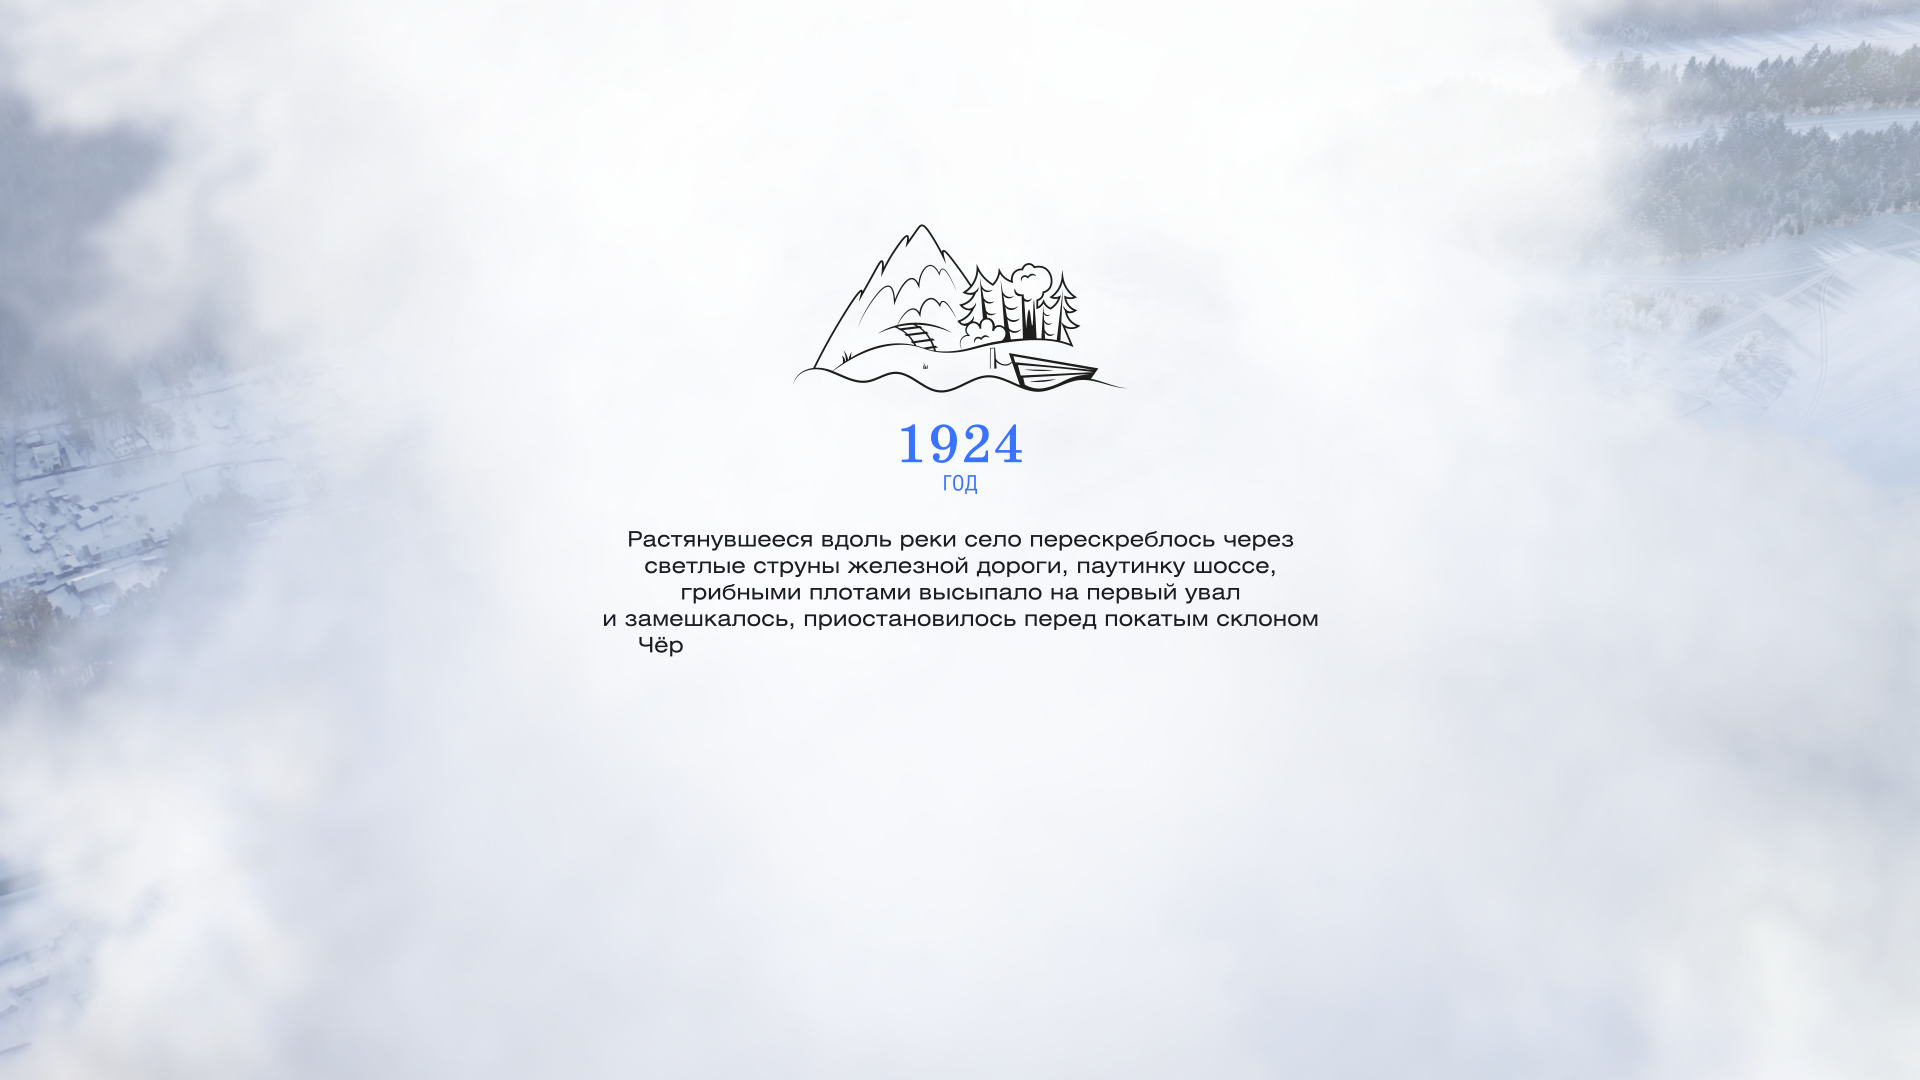 1924
ГОД
Растянувшееся вдоль реки село перескреблось через
светлые струны железной дороги, паутинку шоссе,
грибными плотами высыпало на первый увал
и замешкалось, приостановилось перед покатым склоном
Чёр